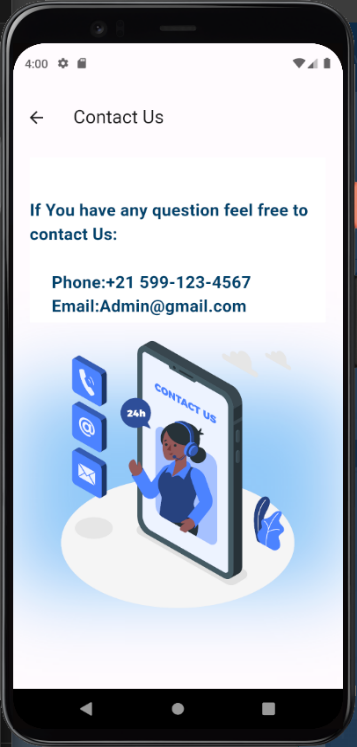 4:00
Contact Us
If You have any question feel free to
contact Us:
Phone:+21 599-123-4567
Email:Admin@gmail.com
CONTACT US
24h
@